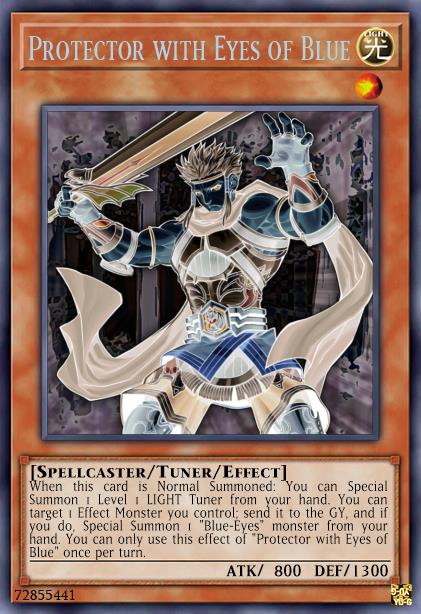 PROTECTOR WITH EYES OF BLUE
LIGHT
光
[SPELLCASTER/TUNER/EFFECT]
When this card is Normal Summoned: You can Special
Summon 1 Level 1 LIGHT Tuner from your hand. You can
target 1 Effect Monster you control; send it to the GY, and if
you do, Special Summon 1 "Blue-Eyes" monster from your
hand. You can only use this effect of "Protector with Eyes of
Blue" once per turn.
ATK/ 800 DEF/1300
72855441